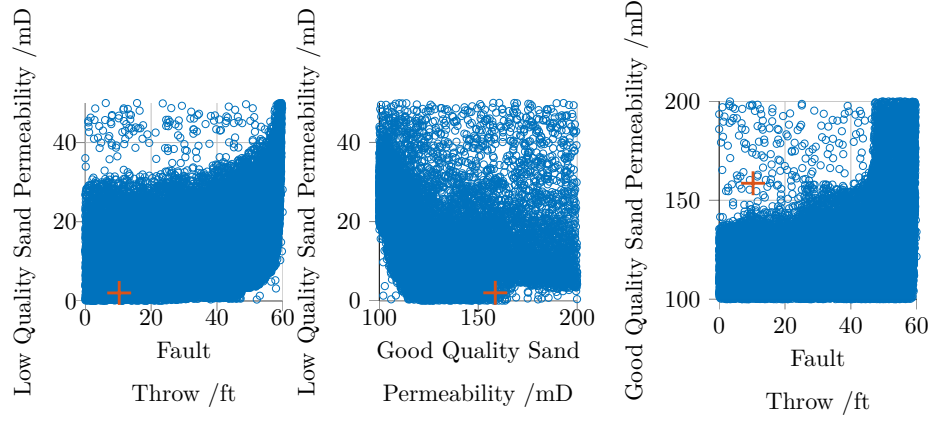 Low Quality Sand Permeability /mD
40
20
0
0 20 40 60
Fault
Throw /ft
Low Quality Sand Permeability /mD
40
20
0
100 150 200
Good Quality Sand
Permeability /mD
Good Quality Sand Permeability /mD
200
150
100
0 20 40 60
Fault
Throw /ft